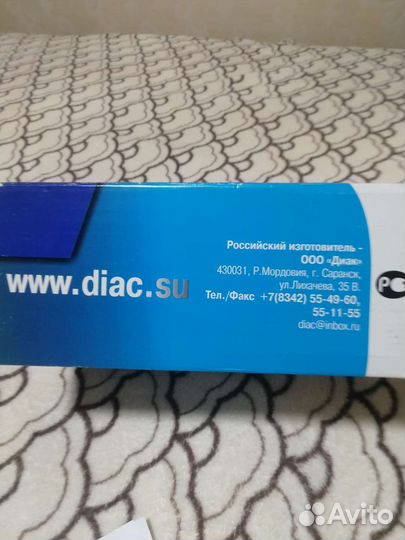 Российский изготовитель -
ООО «Диак»
430031, Р.Мордовия, г. Саранск,
ул.Лихачева, 35 В.
Тел./Факс +7(8342) 55-49-60,
55-11-55
diac@inbox.ru
www.diac.su
Avito